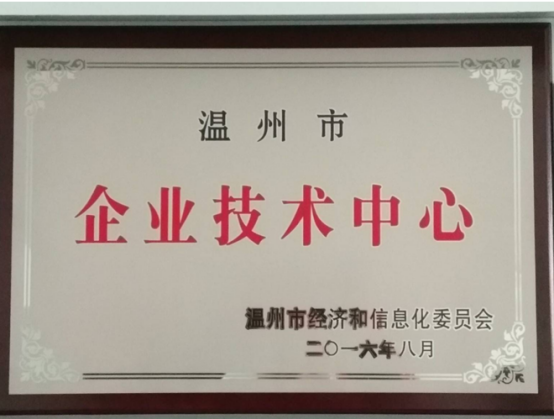 温州市
企业技术中心
温州市经济和信息化委员会
二〇一六年八月